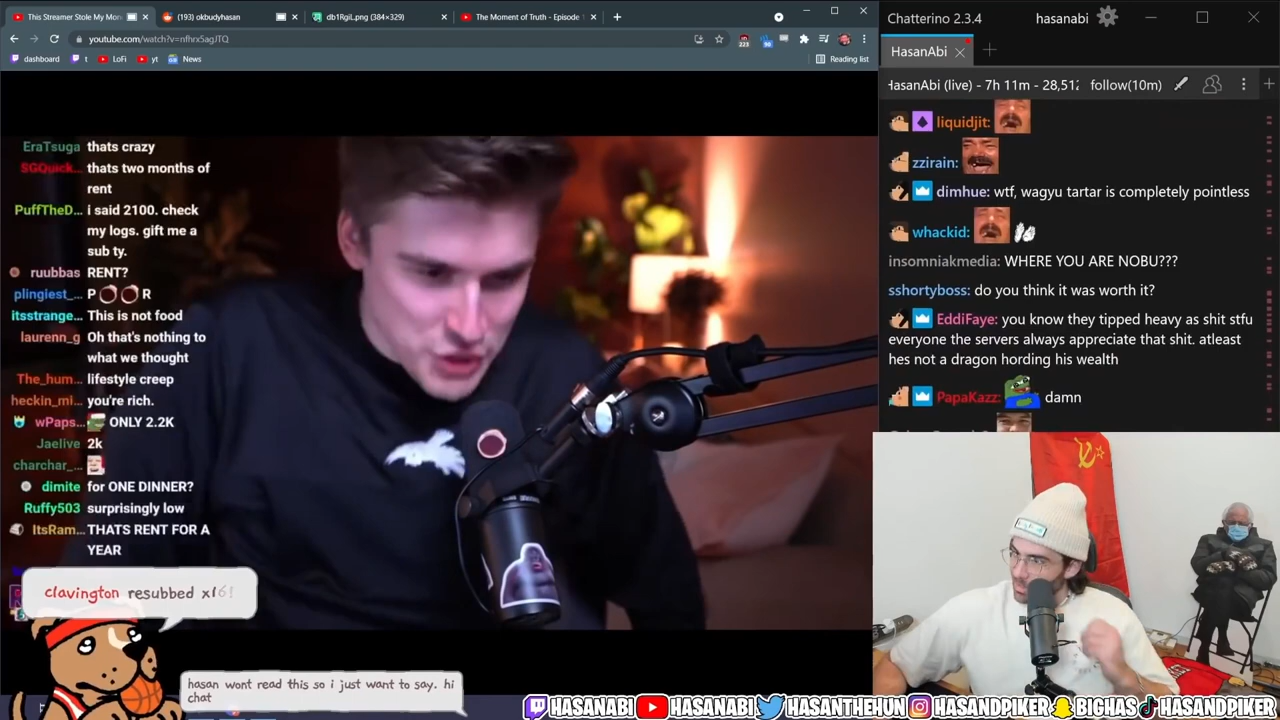 This Streamer Stole My Mon
(193) okbudyhasan
db1RgiL.png (384×329)
The Moment of Truth - Episode 1
youtube.com/watch?v=nfhrx5agJTQ
223
dashboard
t
LoFi
yt
News
Reading list
EraTsuga thats crazy
SGQuick... thats two months of
rent
PuffTheD... i said 2100. check
my logs. gift me a
sub ty.
ruubbas RENT?
plingiest_... P R
itsstrange... This is not food
laurenn_g Oh that's nothing to
what we thought
The_hum... lifestyle creep
heckin_mi... you're rich.
wPaps... ONLY 2.2K
Jaelive 2k
charchar_...
dimite for ONE DINNER?
Ruffy503 surprisingly low
ItsRam... THATS RENT FOR A
YEAR
clavington resubbed x16!
hasan wont read this so i just want to say. hi
chat
Chatterino 2.3.4
hasanabi
HasanAbi
HasanAbi (live) - 7h 11m - 28,512
follow(10m)
liquidjit:
zzirain:
dimhue: wtf, wagyu tartar is completely pointless
whackid:
insomniakmedia: WHERE YOU ARE NOBU???
sshortyboss: do you think it was worth it?
EddiFaye: you know they tipped heavy as shit stfu
everyone the servers always appreciate that shit. atleast
hes not a dragon hording his wealth
PapaKazz: damn
HASANABI HASANABI HASANTHEHUN HASANDPIKER BIGHAS HASANDPIKER